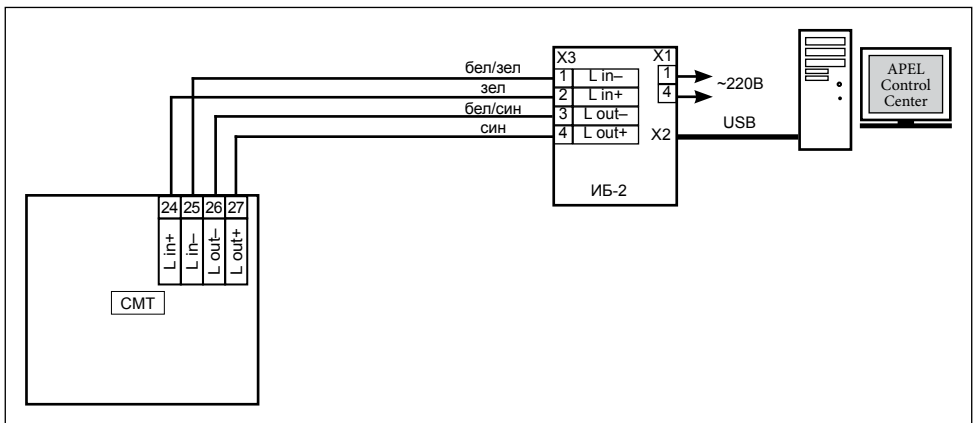 X3 X1
бел/зел 1 L in– 1 ~220В
зел 2 L in+ 4
бел/син 3 L out–
син 4 L out+ X2 USB
ИБ-2
APEL
Control
Center
24 25 26 27
L in+ L in– L out– L out+
СМТ